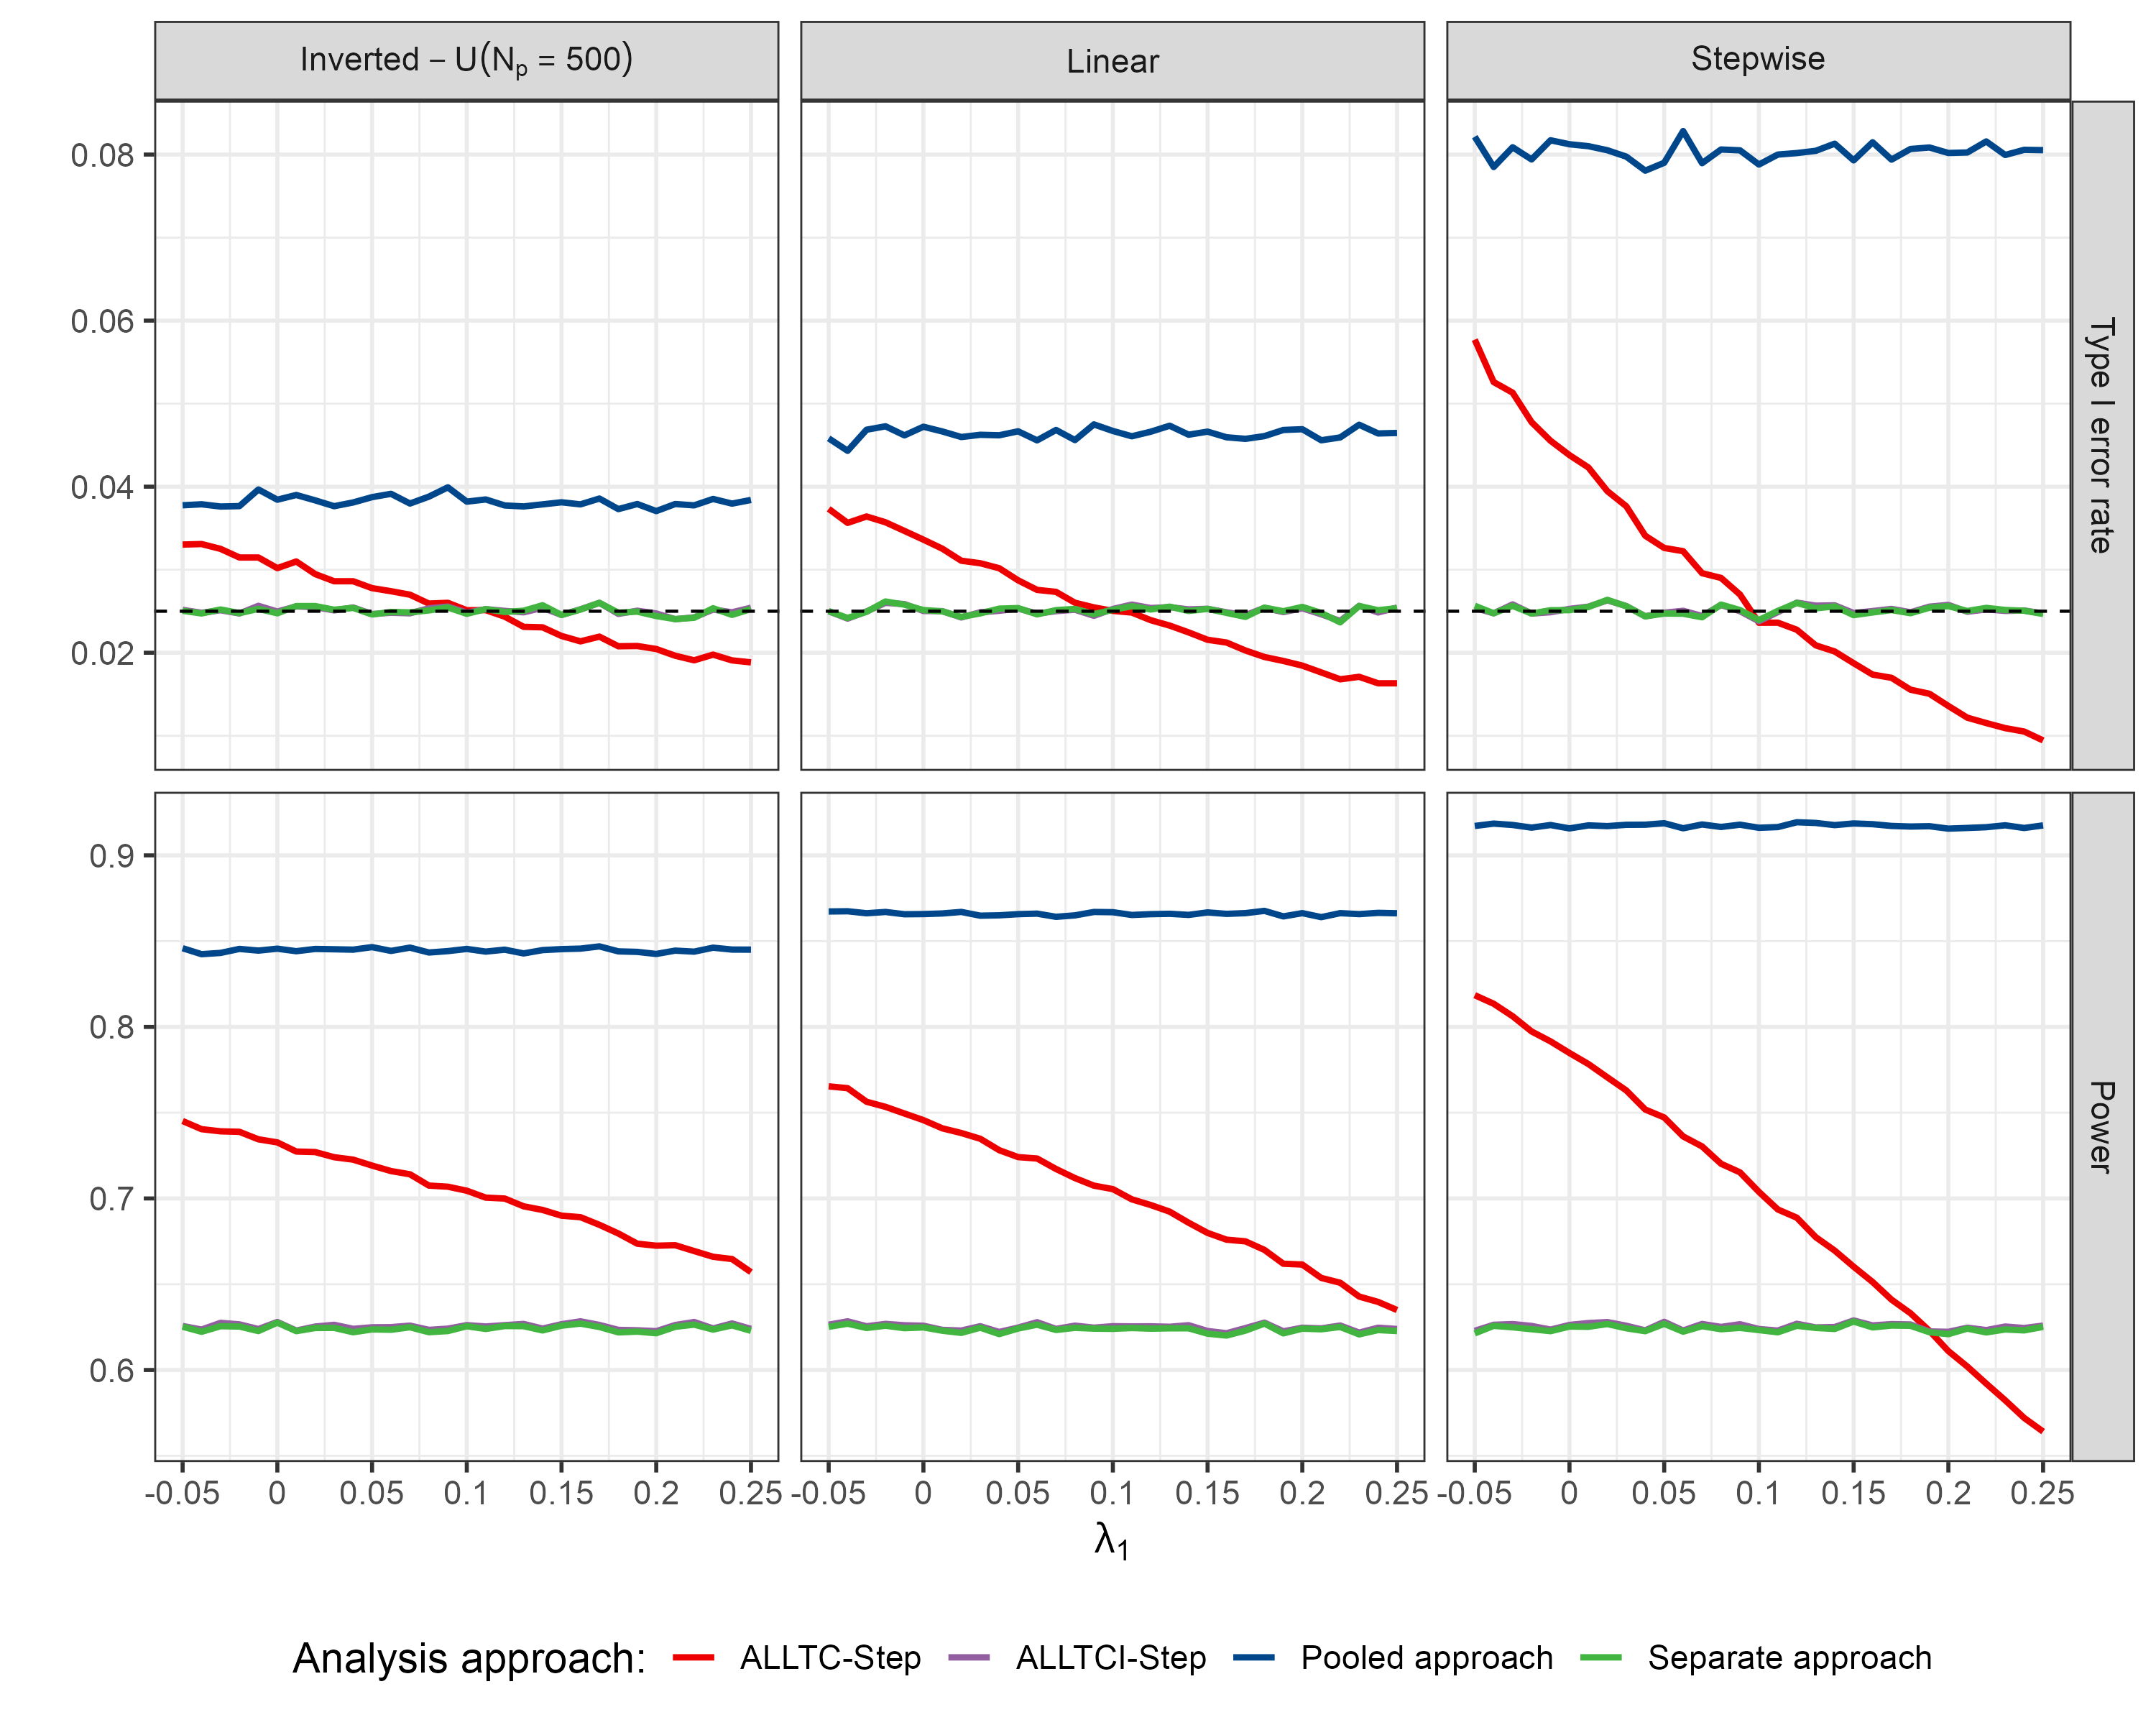 Inverted – U(Nₚ = 500)
Linear
Stepwise
0.08
0.06
0.04
0.02
Type I error rate
0.9
0.8
0.7
0.6
Power
-0.05 0 0.05 0.1 0.15 0.2 0.25 -0.05 0 0.05 0.1 0.15 0.2 0.25 -0.05 0 0.05 0.1 0.15 0.2 0.25
λ₁
Analysis approach: ALLTC-Step ALLTCI-Step Pooled approach Separate approach